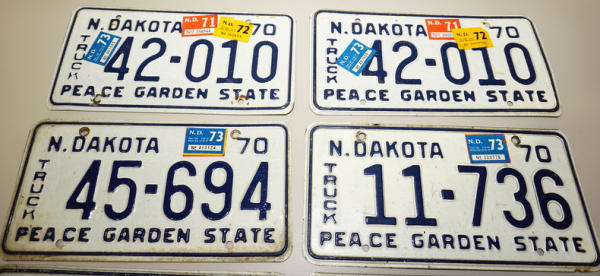 N. DAKOTA N.D. 71 N.D. 72 70
TRUCK N.D. 73 42-010
PEACE GARDEN STATE
N. DAKOTA N.D. 71 N.D. 72 70
TRUCK N.D. 73 42-010
PEACE GARDEN STATE
N. DAKOTA N.D. 73 70
TRUCK 45-694
PEACE GARDEN STATE
N. DAKOTA N.D. 73 70
TRUCK 11-736
PEACE GARDEN STATE